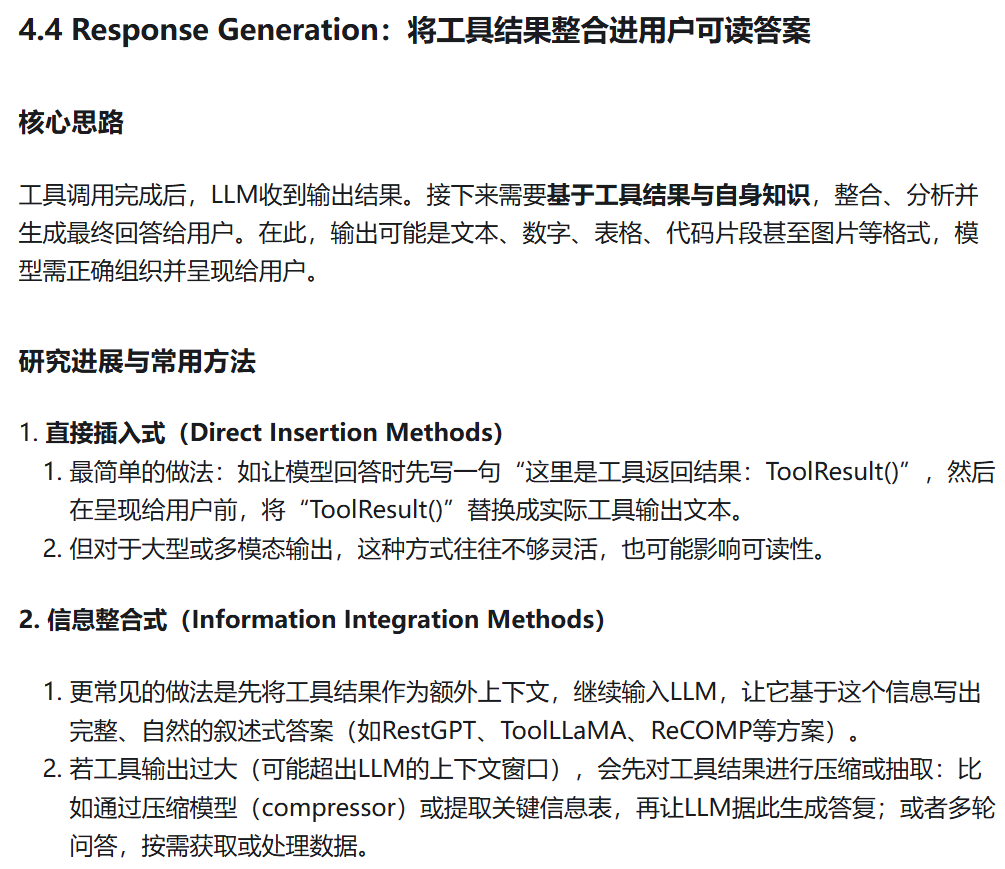 4.4 Response Generation：将工具结果整合进用户可读答案
核心思路
工具调用完成后，LLM收到输出结果。接下来需要基于工具结果与自身知识，整合、分析并
生成最终回答给用户。在此，输出可能是文本、数字、表格、代码片段甚至图片等格式，模
型需正确组织并呈现给用户。
研究进展与常用方法
1. 直接插入式（Direct Insertion Methods）
1. 最简单的做法：如让模型回答时先写一句“这里是工具返回结果：ToolResult()”，然后
在呈现给用户前，将“ToolResult()”替换成实际工具输出文本。
2. 但对于大型或多模态输出，这种方式往往不够灵活，也可能影响可读性。
2. 信息整合式（Information Integration Methods）
1. 更常见的做法是先将工具结果作为额外上下文，继续输入LLM，让它基于这个信息写出
完整、自然的叙述式答案（如RestGPT、ToolLLaMA、ReCOMP等方案）。
2. 若工具输出过大（可能超出LLM的上下文窗口），会先对工具结果进行压缩或抽取：比
如通过压缩模型（compressor）或提取关键信息表，再让LLM据此生成答复；或者多轮
问答，按需获取或处理数据。